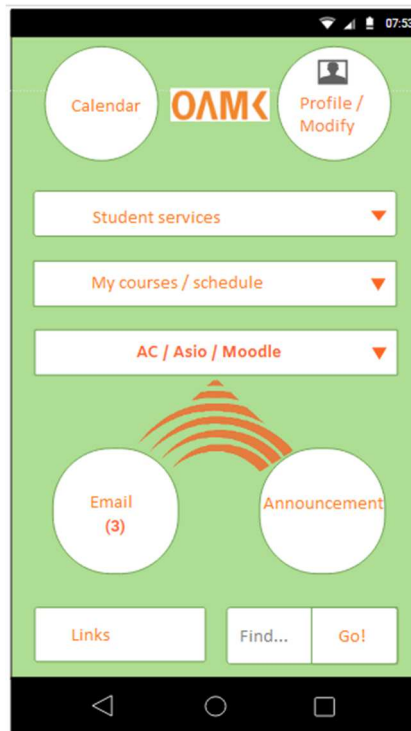 07:53
Calendar
OAMK
Profile /
Modify
Student services
My courses / schedule
AC / Asio / Moodle
Email
(3)
Announcement
Links
Find...
Go!